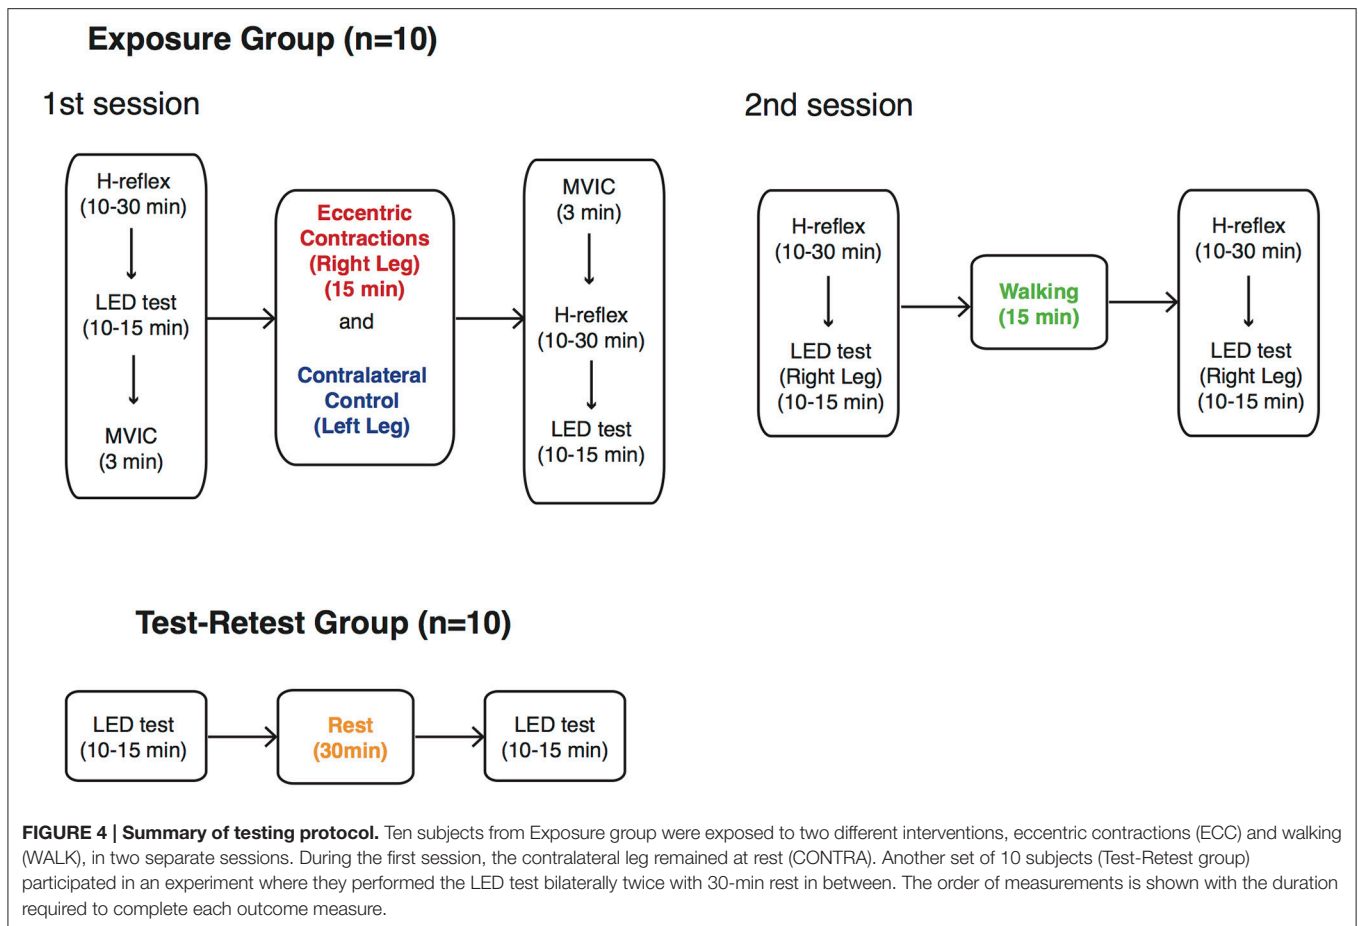 Exposure Group (n=10)
1st session
H-reflex
(10-30 min)
LED test
(10-15 min)
MVIC
(3 min)
Eccentric
Contractions
(Right Leg)
(15 min)
and
Contralateral
Control
(Left Leg)
MVIC
(3 min)
H-reflex
(10-30 min)
LED test
(10-15 min)
2nd session
H-reflex
(10-30 min)
LED test
(Right Leg)
(10-15 min)
Walking
(15 min)
H-reflex
(10-30 min)
LED test
(Right Leg)
(10-15 min)
Test-Retest Group (n=10)
LED test
(10-15 min)
Rest
(30min)
LED test
(10-15 min)
FIGURE 4 | Summary of testing protocol. Ten subjects from Exposure group were exposed to two different interventions, eccentric contractions (ECC) and walking
(WALK), in two separate sessions. During the first session, the contralateral leg remained at rest (CONTRA). Another set of 10 subjects (Test-Retest group)
participated in an experiment where they performed the LED test bilaterally twice with 30-min rest in between. The order of measurements is shown with the duration
required to complete each outcome measure.